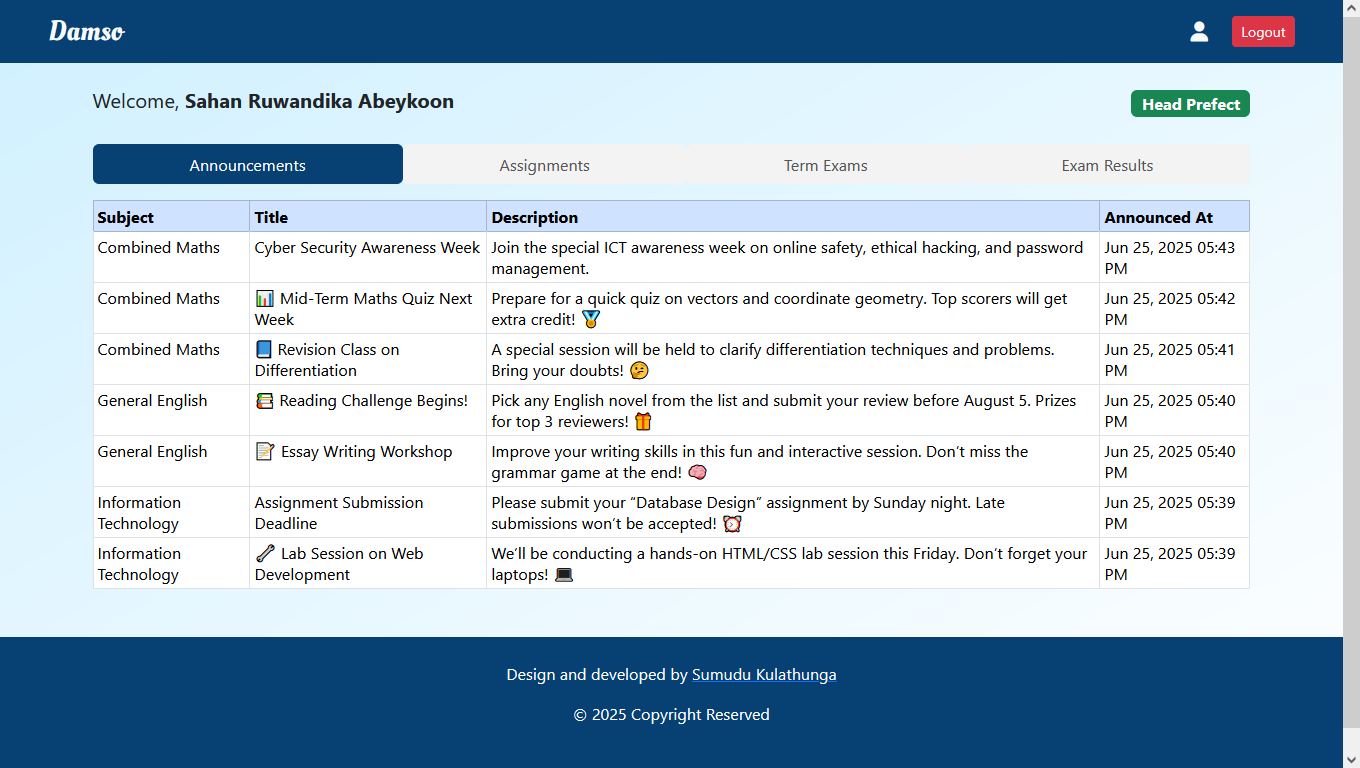 Damso
Logout
Welcome, Sahan Ruwandika Abeykoon
Head Prefect
Announcements Assignments Term Exams Exam Results
Subject Title Description Announced At
Combined Maths Cyber Security Awareness Week Join the special ICT awareness week on online safety, ethical hacking, and password Jun 25, 2025 05:43
management. PM
Combined Maths 📊 Mid-Term Maths Quiz Next Prepare for a quick quiz on vectors and coordinate geometry. Top scorers will get Jun 25, 2025 05:42
Week extra credit! 🏅 PM
Combined Maths 📘 Revision Class on A special session will be held to clarify differentiation techniques and problems. Jun 25, 2025 05:41
Differentiation Bring your doubts! 🤔 PM
General English 📚 Reading Challenge Begins! Pick any English novel from the list and submit your review before August 5. Prizes Jun 25, 2025 05:40
for top 3 reviewers! 🎁 PM
General English 📝 Essay Writing Workshop Improve your writing skills in this fun and interactive session. Don't miss the Jun 25, 2025 05:40
grammar game at the end! 🧠 PM
Information Assignment Submission Please submit your “Database Design” assignment by Sunday night. Late Jun 25, 2025 05:39
Technology Deadline submissions won't be accepted! ⏰ PM
Information 🔧 Lab Session on Web We'll be conducting a hands-on HTML/CSS lab session this Friday. Don't forget your Jun 25, 2025 05:39
Technology Development laptops! 💻 PM
Design and developed by Sumudu Kulathunga
© 2025 Copyright Reserved